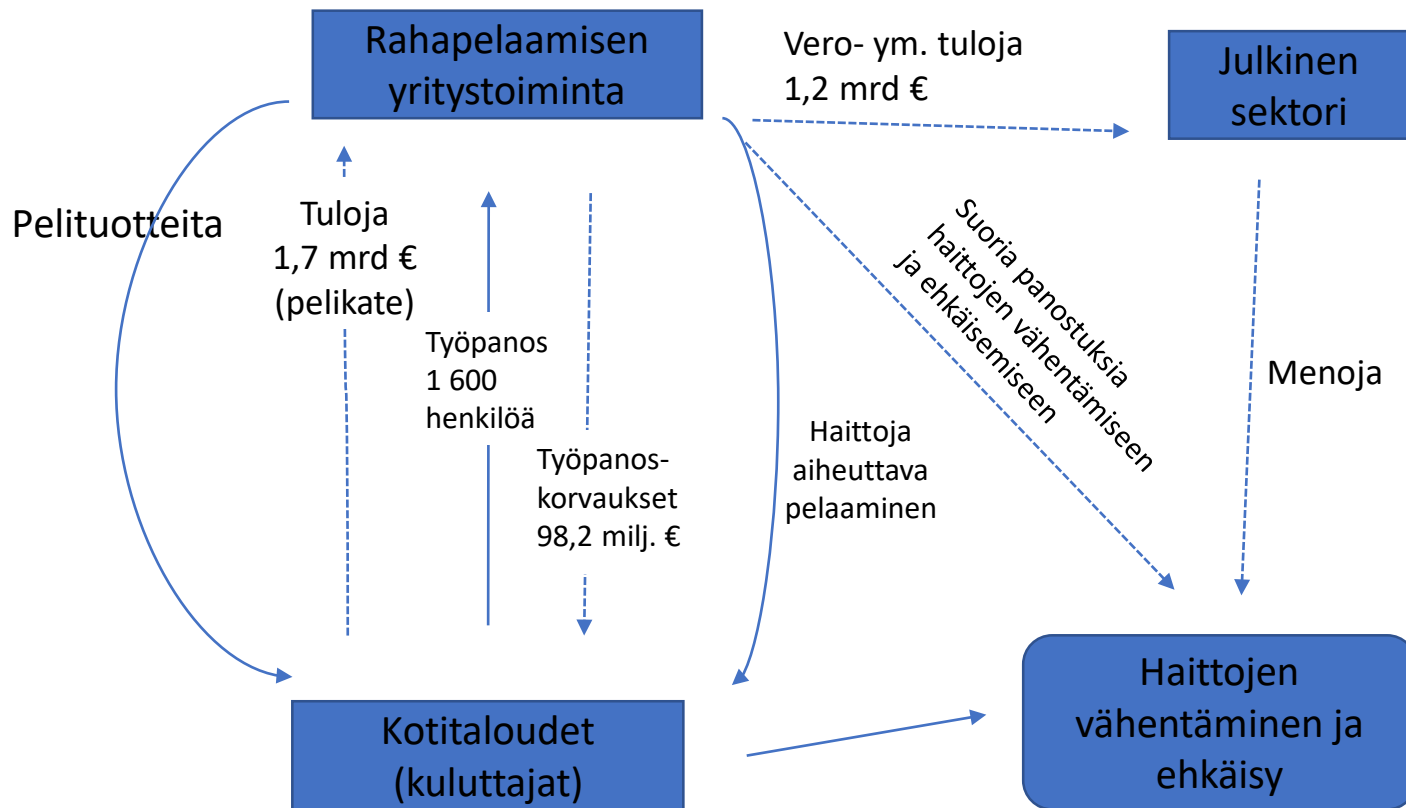 Rahapelaamisen
yritystoiminta
Vero- ym. tuloja
1,2 mrd €
Julkinen
sektori
Pelituotteita
Tuloja
1,7 mrd €
(pelikate)
Työpanos
1 600
henkilöä
Työpanos-
korvaukset
98,2 milj. €
Haittoja
aiheuttava
pelaaminen
Suoria panostuksia
haittojen vähentämiseen
ja ehkäisemiseen
Menoja
Kotitaloudet
(kuluttajat)
Haittojen
vähentäminen ja
ehkäisy